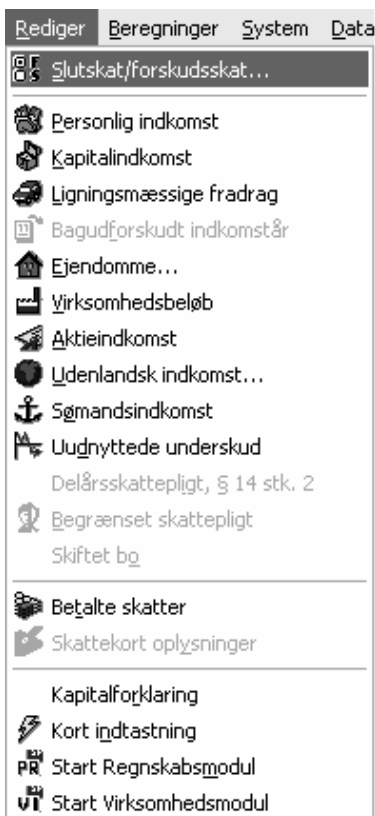 Rediger Beregninger System Data
Slutskat/forskudsskat...
Personlig indkomst
Kapitalindkomst
Ligningsmæssige fradrag
Bagudforskudt indkomstår
Ejendomme...
Virksomhedsbeløb
Aktieindkomst
Udenlandsk indkomst...
Sømandsindkomst
Uudnyttede underskud
Delårsskattepligt, § 14 stk. 2
Begrænset skattepligt
Skiftet bo
Betalte skatter
Skattekort oplysninger
Kapitalforklaring
Kort indtastning
PR Start Regnskabsmodul
VI Start Virksomhedsmodul